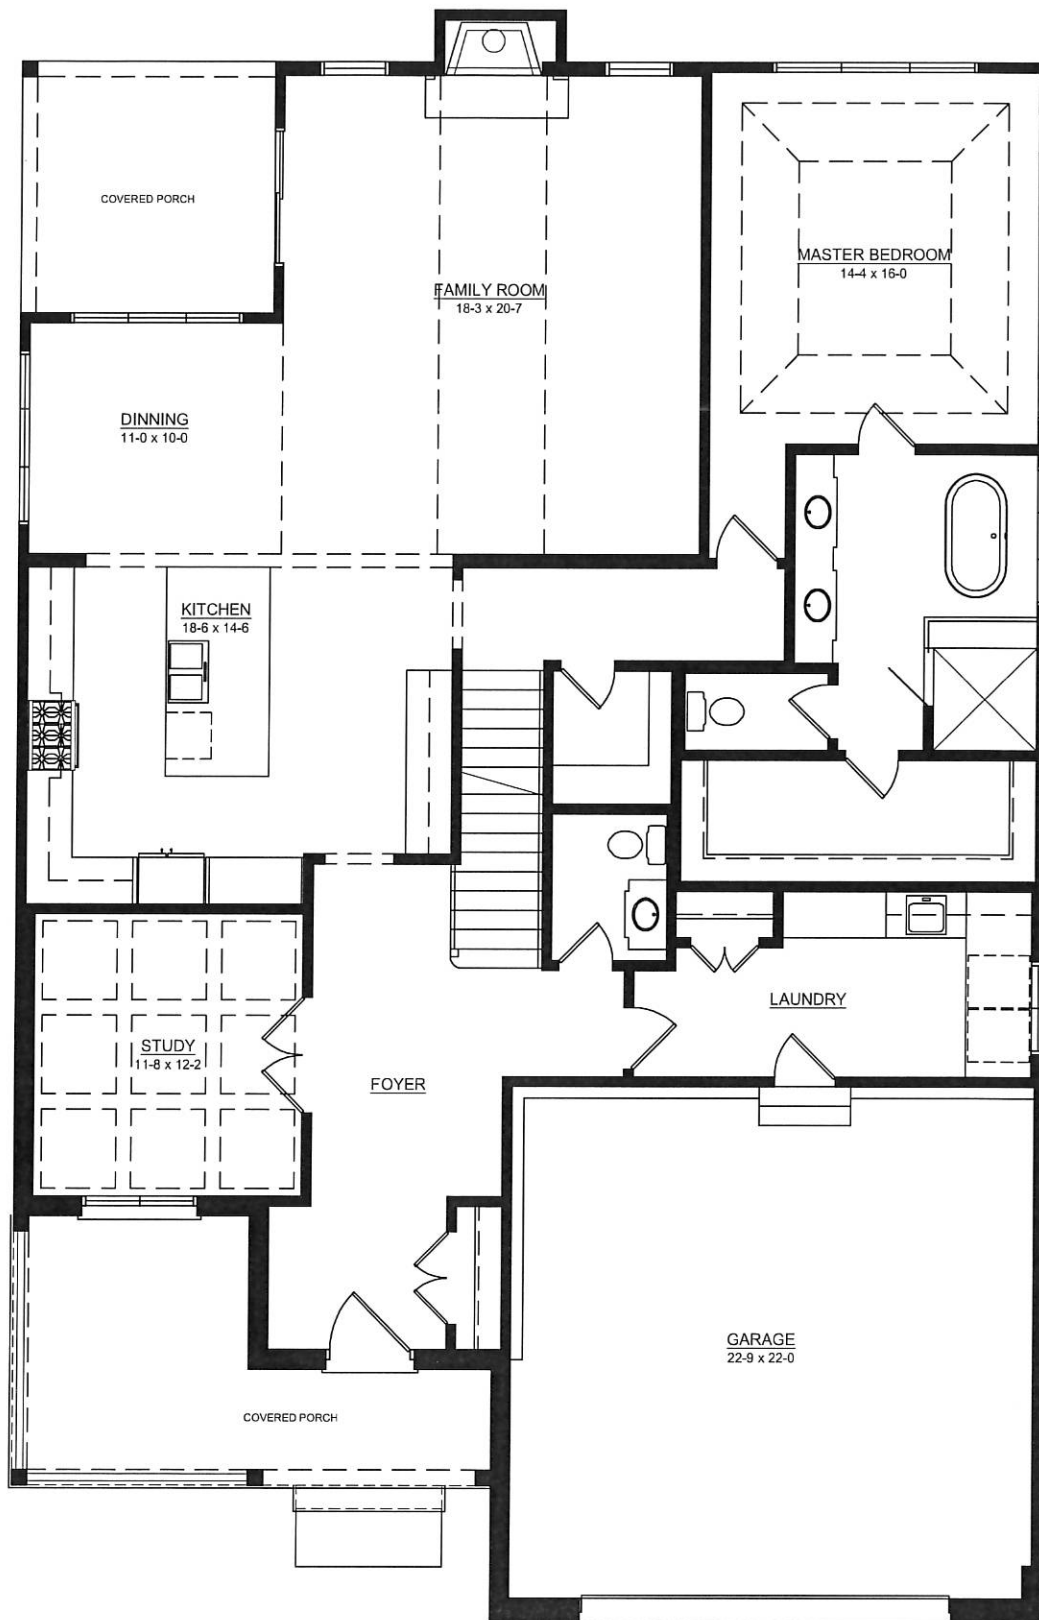 COVERED PORCH
MASTER BEDROOM
14-4 x 16-0
FAMILY ROOM
18-3 x 20-7
DINNING
11-0 x 10-0
KITCHEN
18-6 x 14-6
LAUNDRY
STUDY
11-8 x 12-2
FOYER
GARAGE
22-9 x 22-0
COVERED PORCH